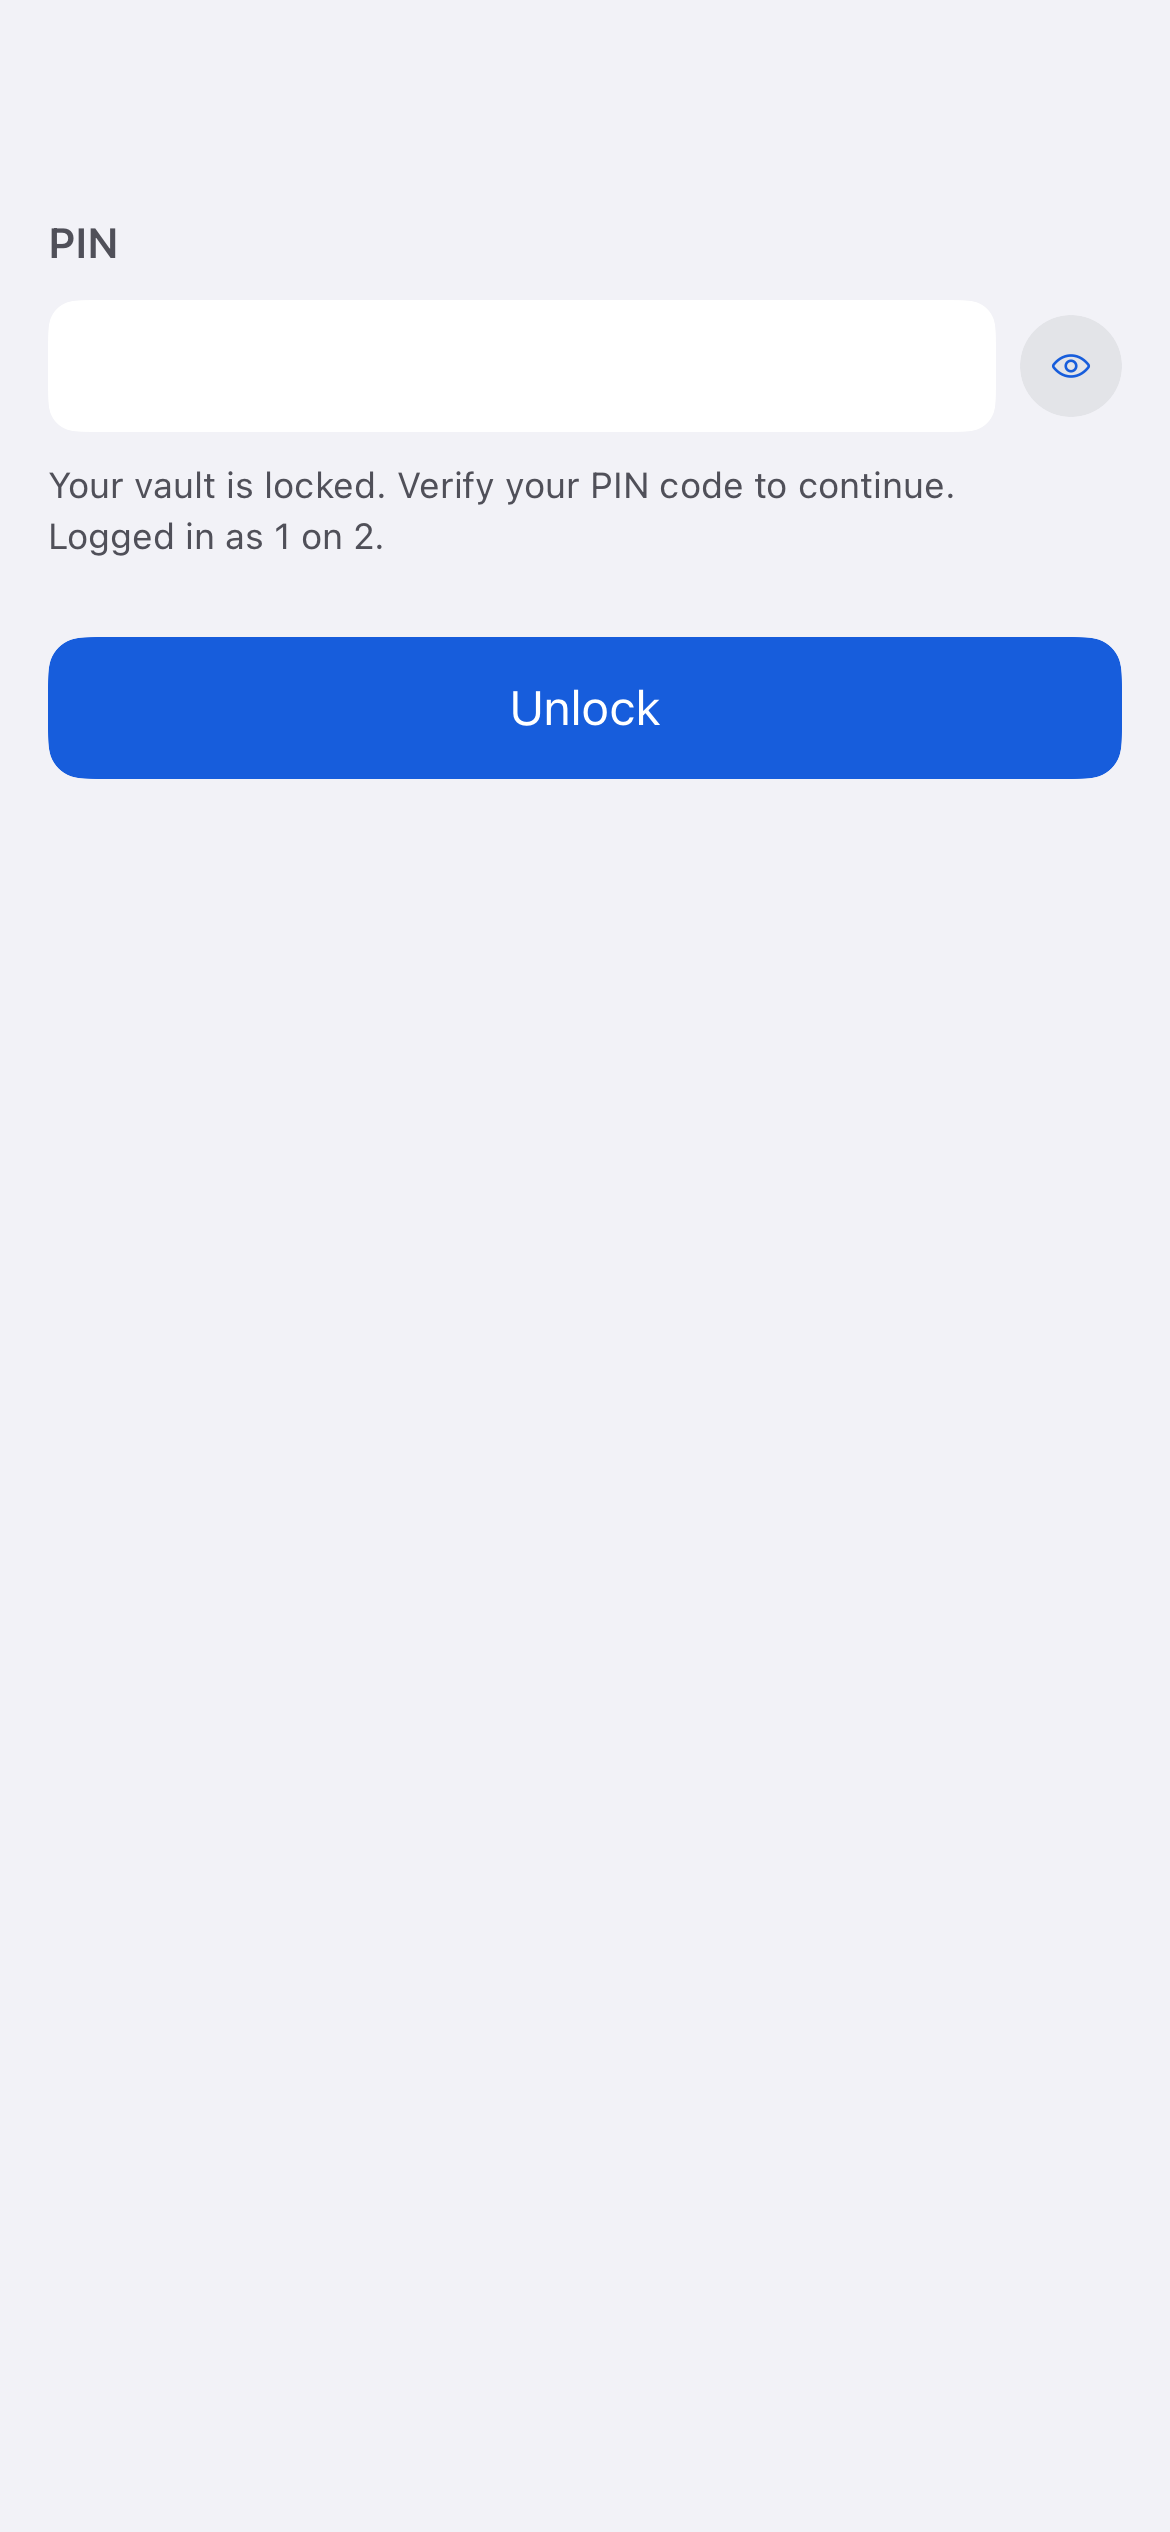 PIN
Your vault is locked. Verify your PIN code to continue.
Logged in as 1 on 2.
Unlock